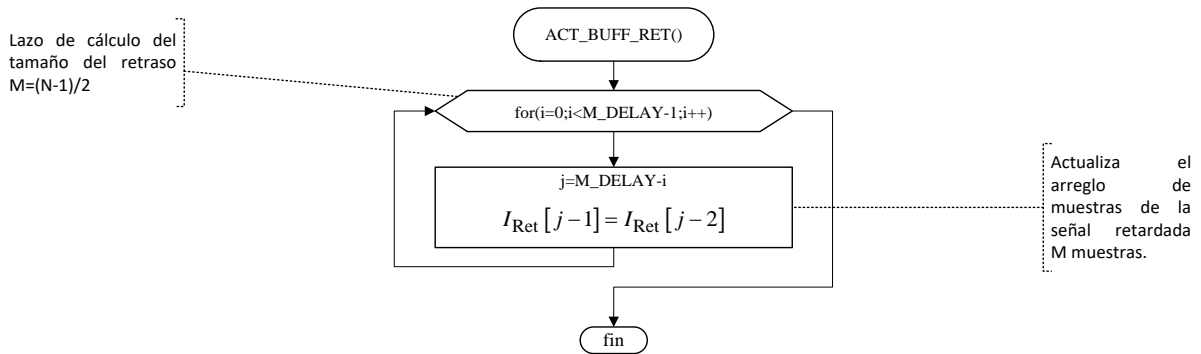 ACT_BUFF_RET()
Lazo de cálculo del
tamaño del retraso
M=(N-1)/2
for(i=0;i<M_DELAY-1;i++)
j=M_DELAY-i
I_Ret [j−1] = I_Ret [j−2]
Actualiza el
arreglo de
muestras de la
señal retardada
M muestras.
fin